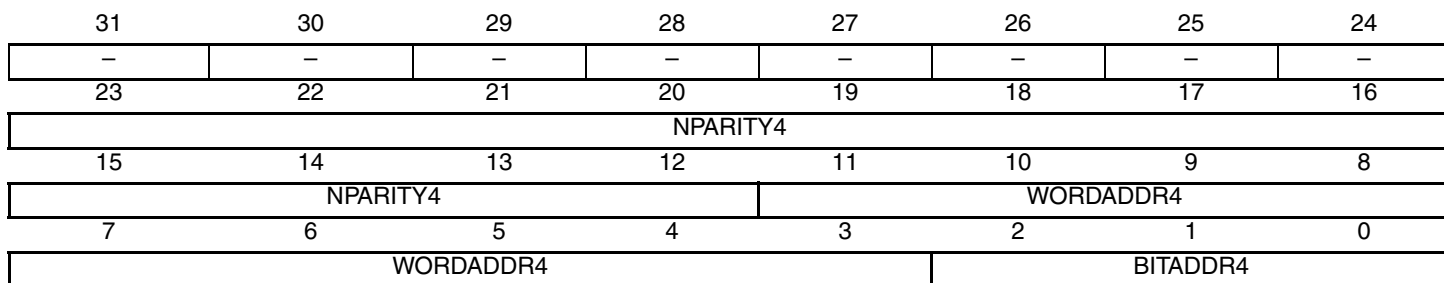 31 30 29 28 27 26 25 24
– – – – – – – –
23 22 21 20 19 18 17 16
NPARITY4
15 14 13 12 11 10 9 8
NPARITY4 WORDADDR4
7 6 5 4 3 2 1 0
WORDADDR4 BITADDR4